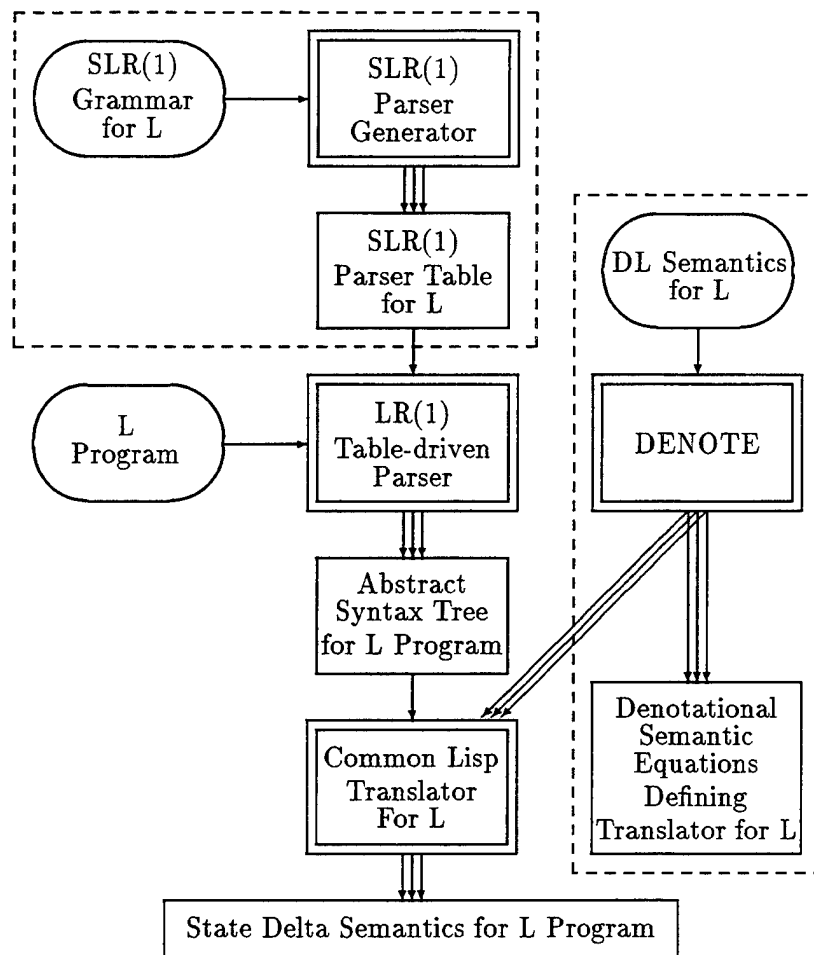 SLR(1)
Grammar
for L
SLR(1)
Parser
Generator
SLR(1)
Parser Table
for L
DL Semantics
for L
L
Program
LR(1)
Table-driven
Parser
DENOTE
Abstract
Syntax Tree
for L Program
Common Lisp
Translator
For L
Denotational
Semantic
Equations
Defining
Translator for L
State Delta Semantics for L Program